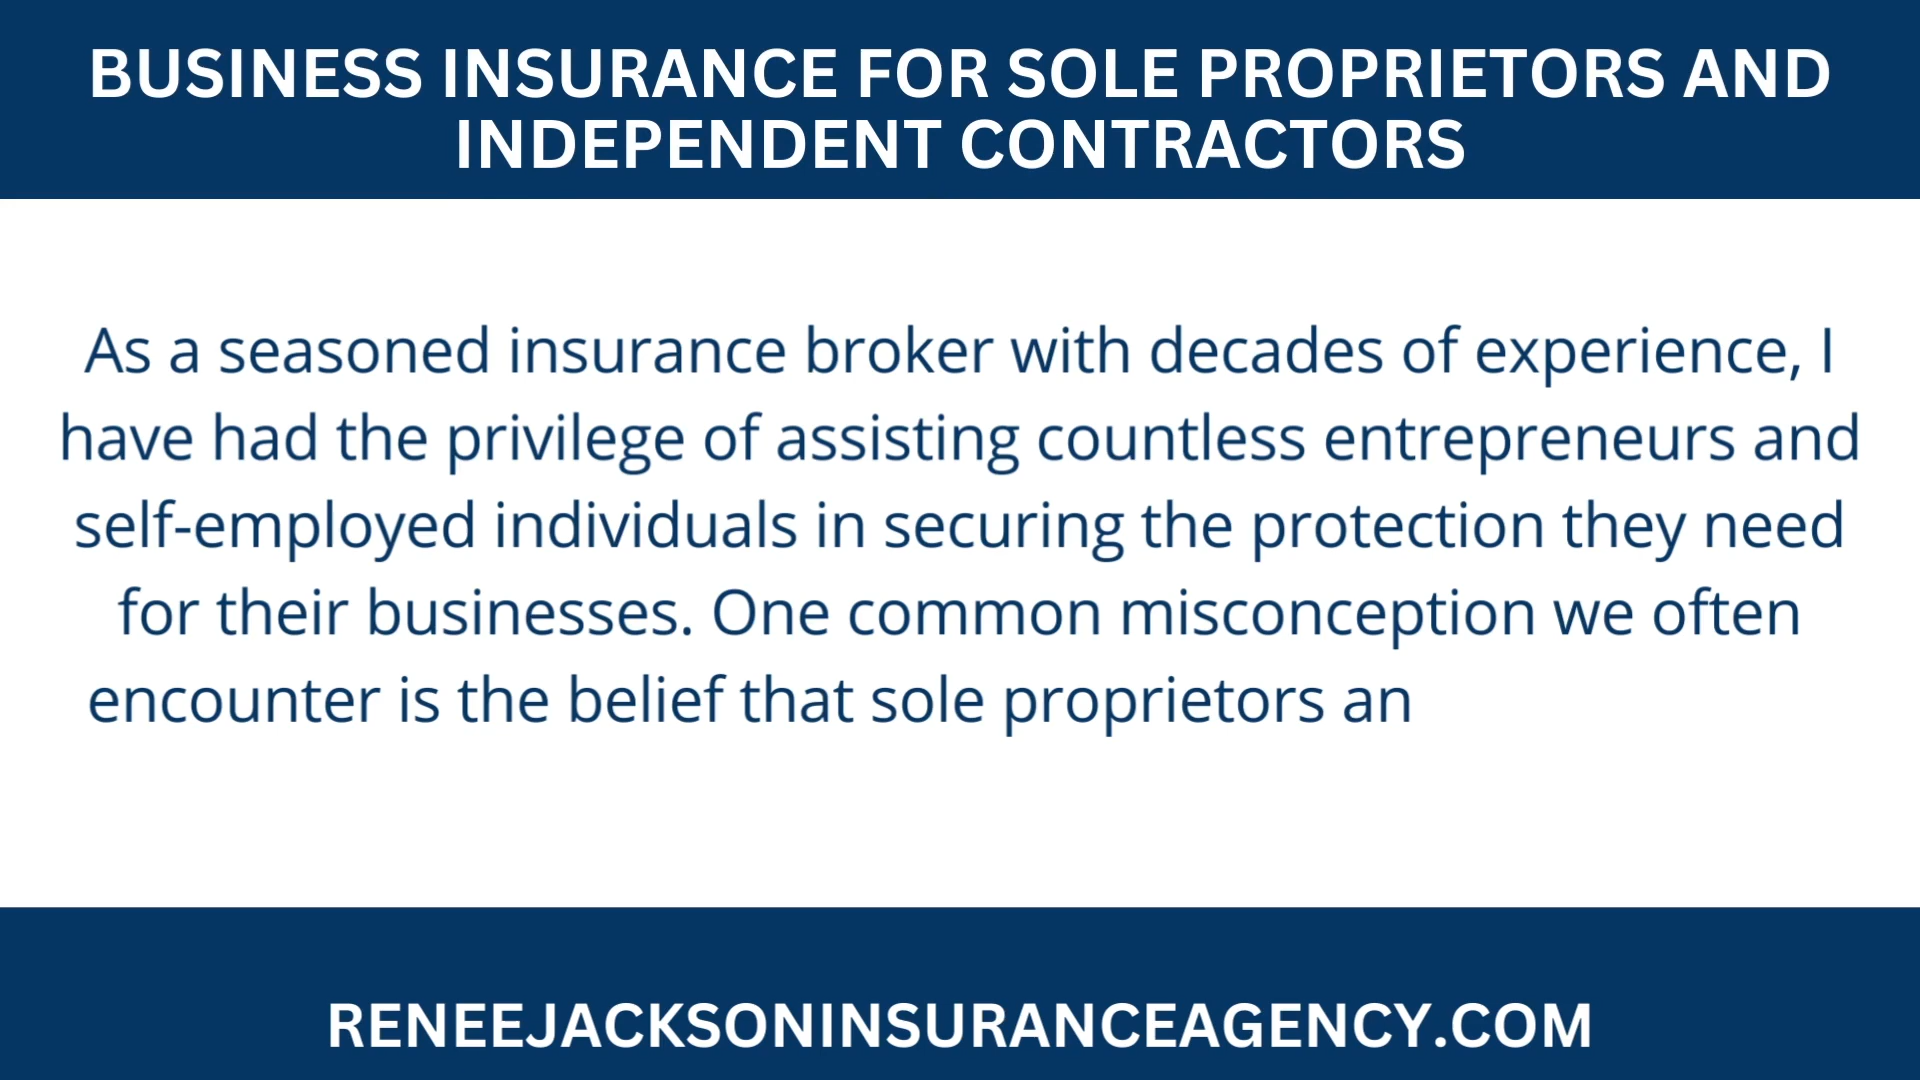 BUSINESS INSURANCE FOR SOLE PROPRIETORS AND
INDEPENDENT CONTRACTORS
As a seasoned insurance broker with decades of experience, I
have had the privilege of assisting countless entrepreneurs and
self-employed individuals in securing the protection they need
for their businesses. One common misconception we often
encounter is the belief that sole proprietors an
RENEEJACKSONINSURANCEAGENCY.COM